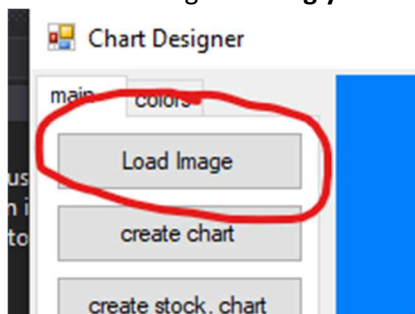 Chart Designer
main colors
Load Image
create chart
create stock. chart